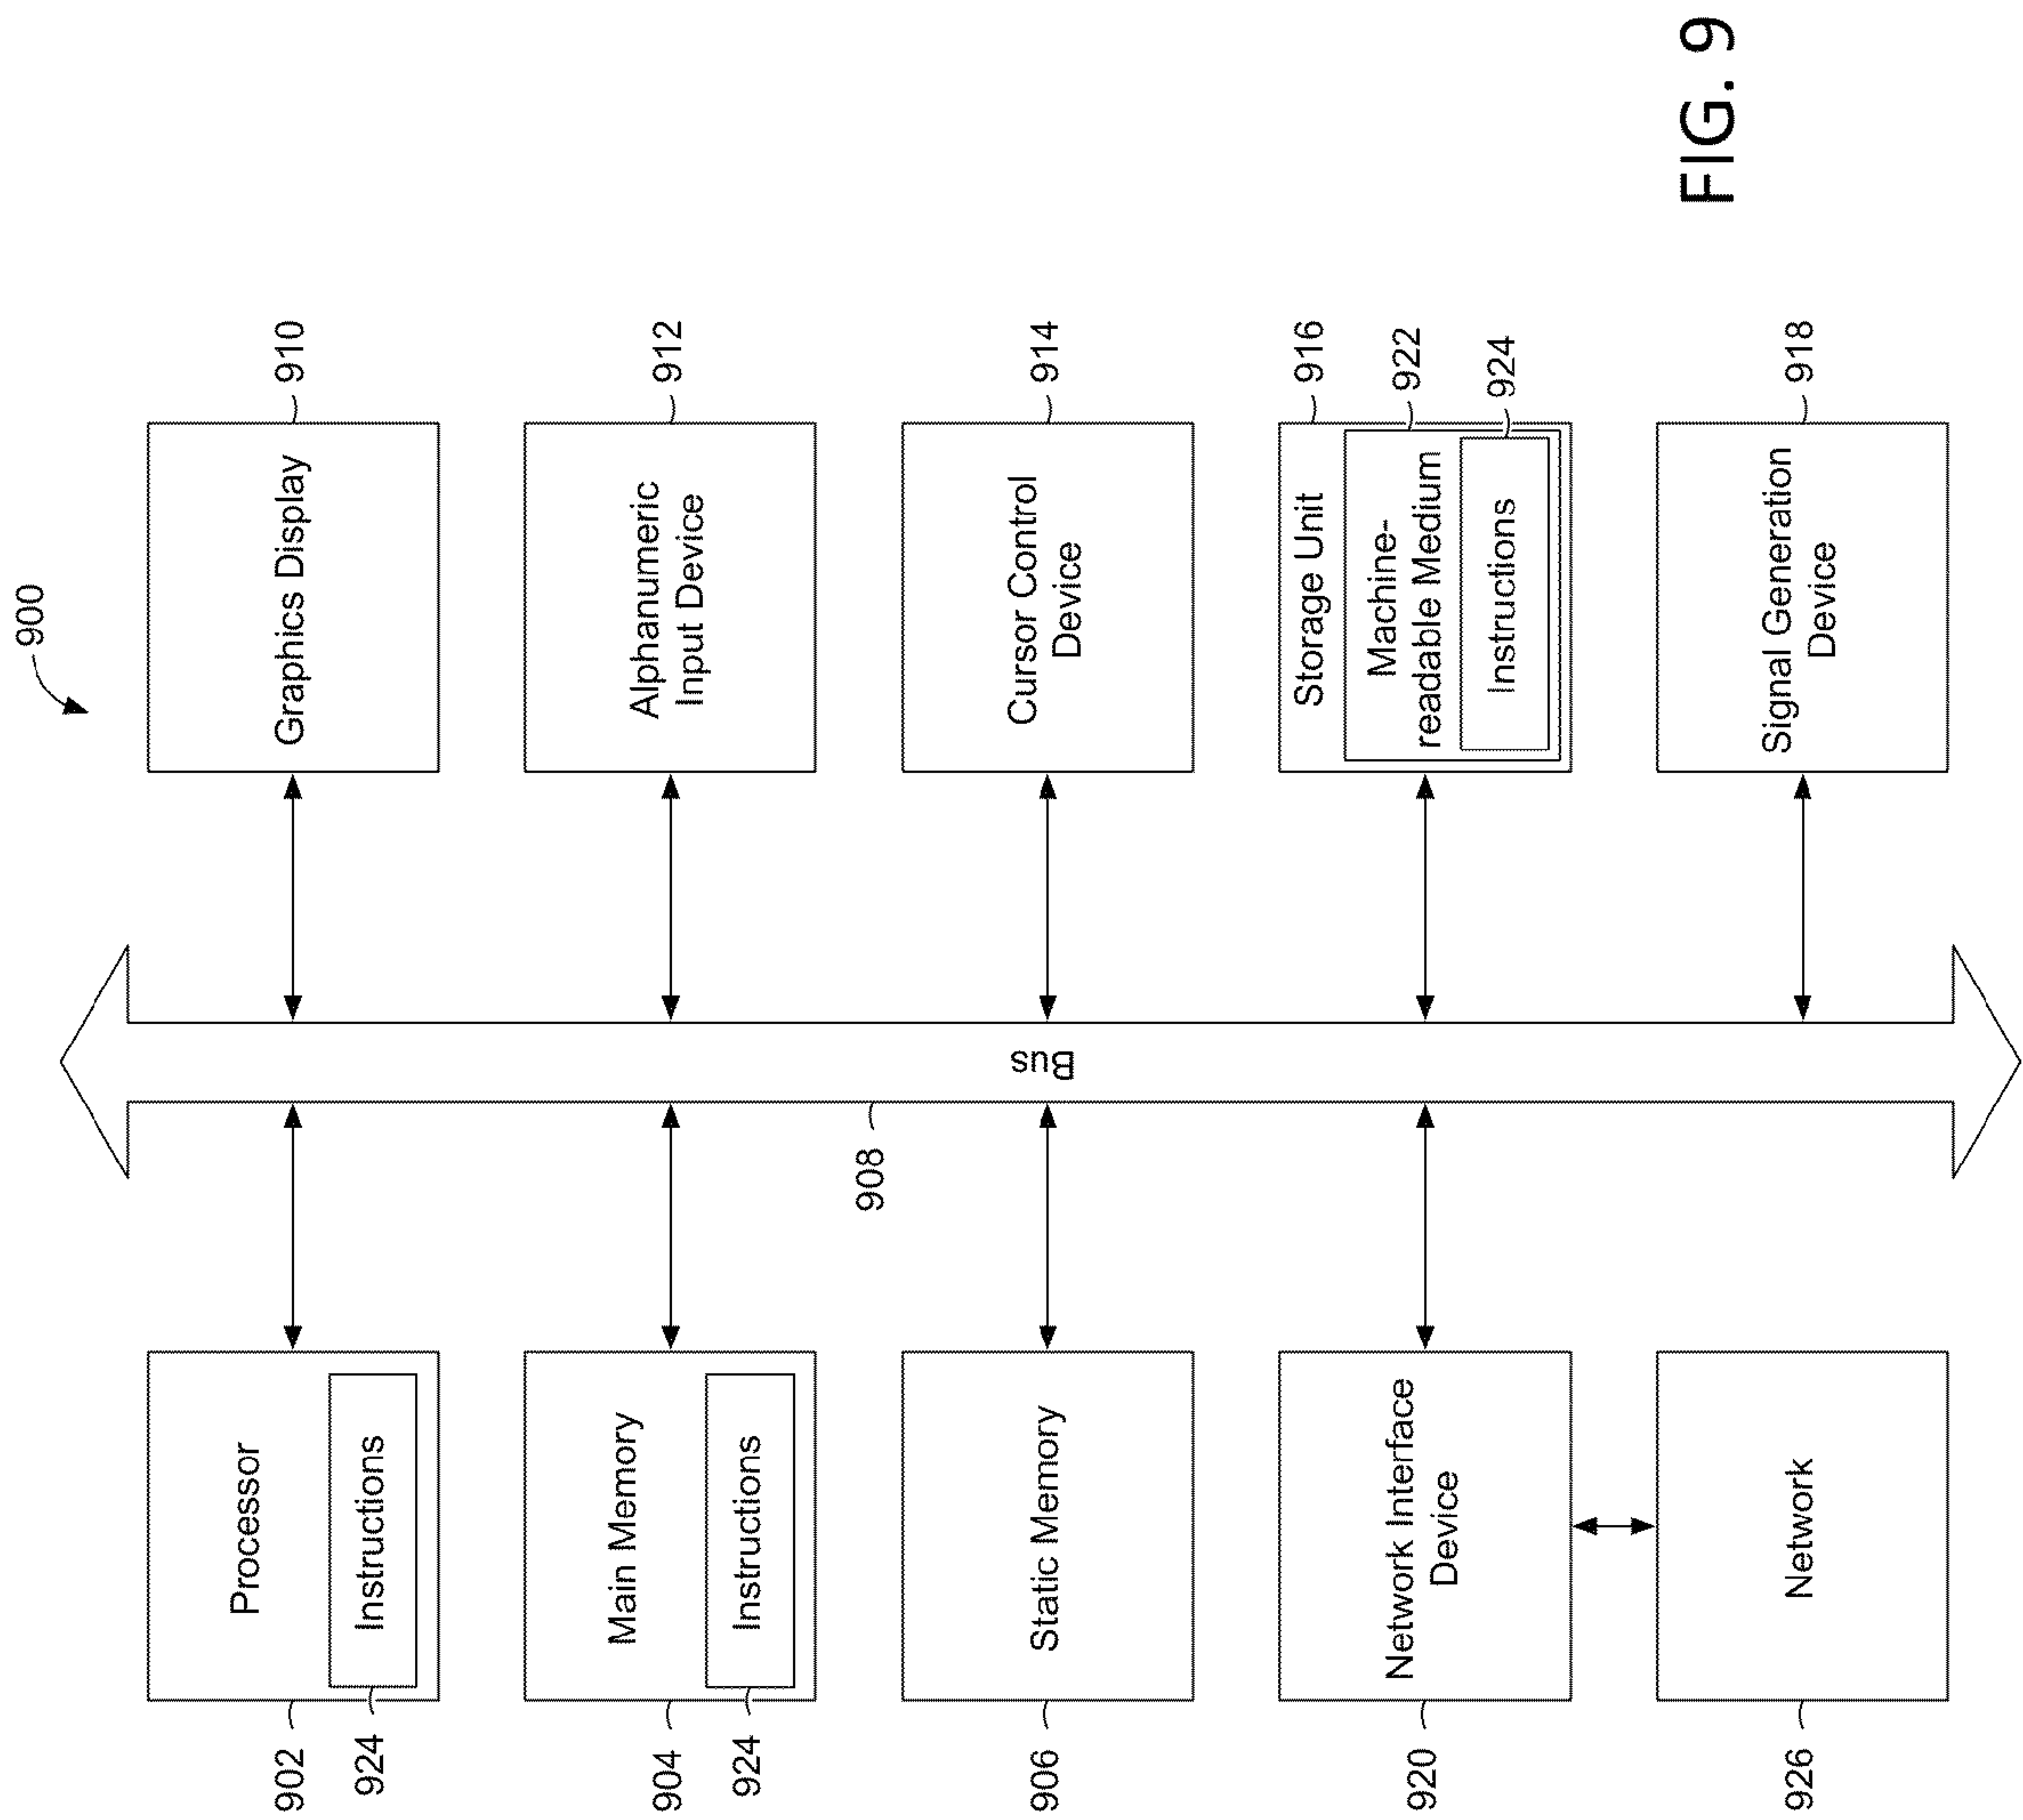 900
Processor
Instructions
902
924
Graphics Display
910
Main Memory
Instructions
904
924
Alphanumeric
Input Device
912
Bus
908
Static Memory
906
Cursor Control
Device
914
Network Interface
Device
920
Storage Unit
Machine-
readable Medium
Instructions
916
922
924
Network
926
Signal Generation
Device
918
FIG. 9